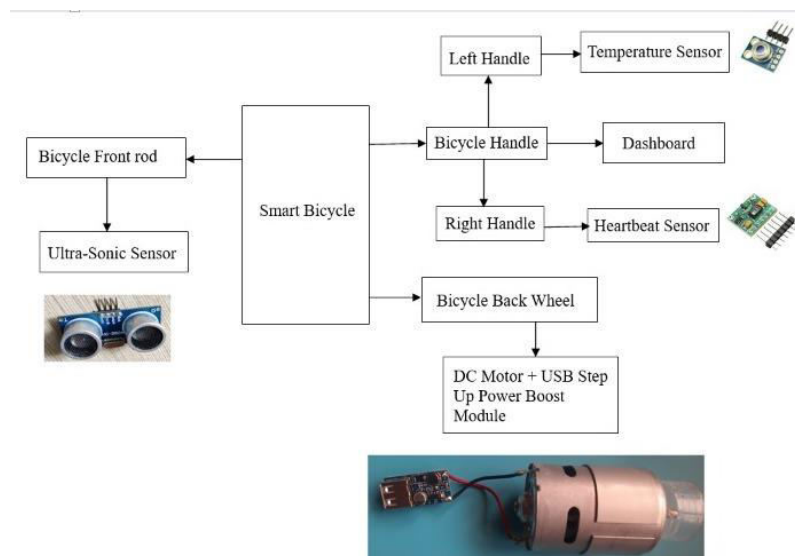 Left Handle
Temperature Sensor
Bicycle Front rod
Bicycle Handle
Dashboard
Smart Bicycle
Ultra-Sonic Sensor
Right Handle
Heartbeat Sensor
Bicycle Back Wheel
DC Motor + USB Step
Up Power Boost
Module